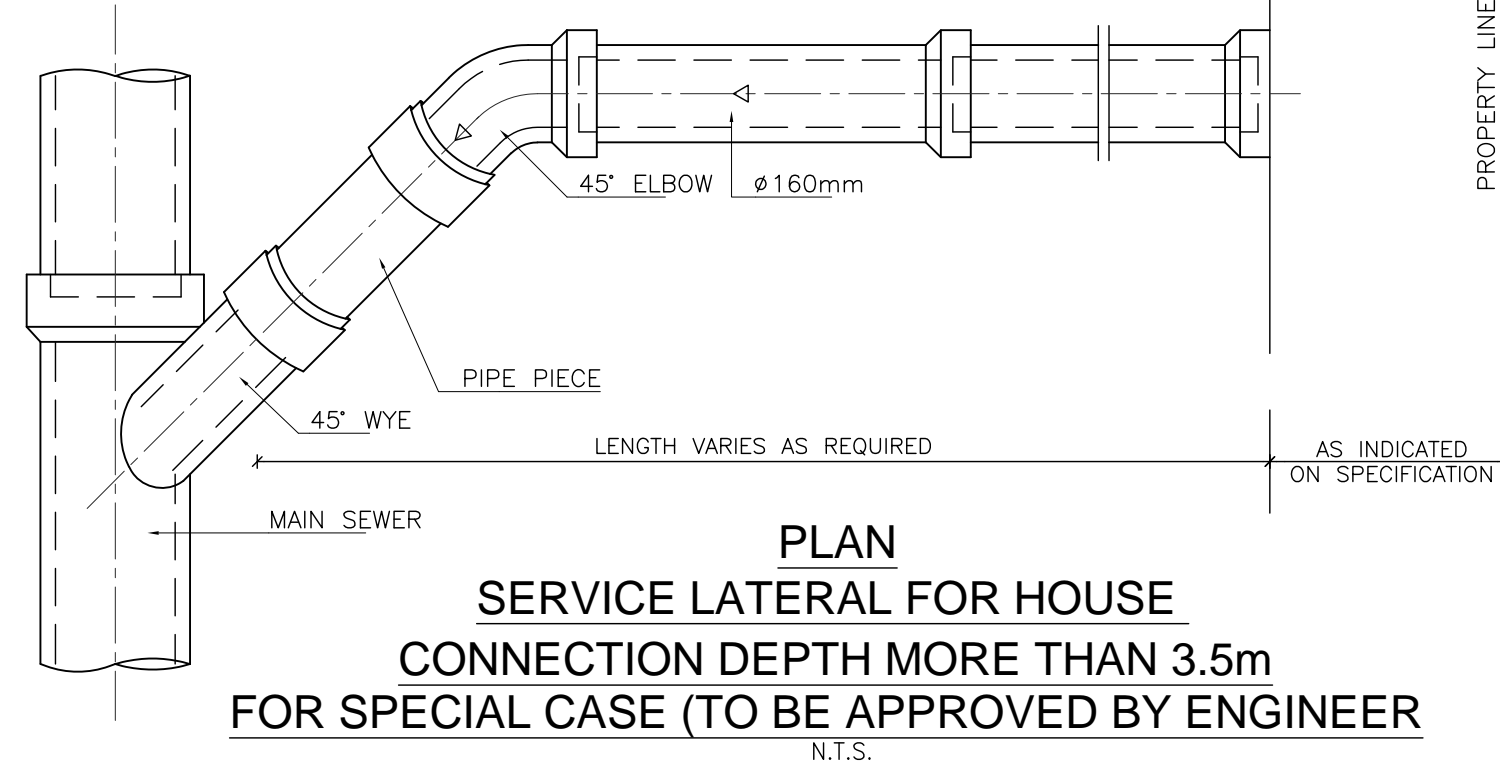 PROPERTY LINE
45° ELBOW
ø160mm
PIPE PIECE
45° WYE
LENGTH VARIES AS REQUIRED
AS INDICATED
ON SPECIFICATION
MAIN SEWER
PLAN
SERVICE LATERAL FOR HOUSE
CONNECTION DEPTH MORE THAN 3.5m
FOR SPECIAL CASE (TO BE APPROVED BY ENGINEER
N.T.S.